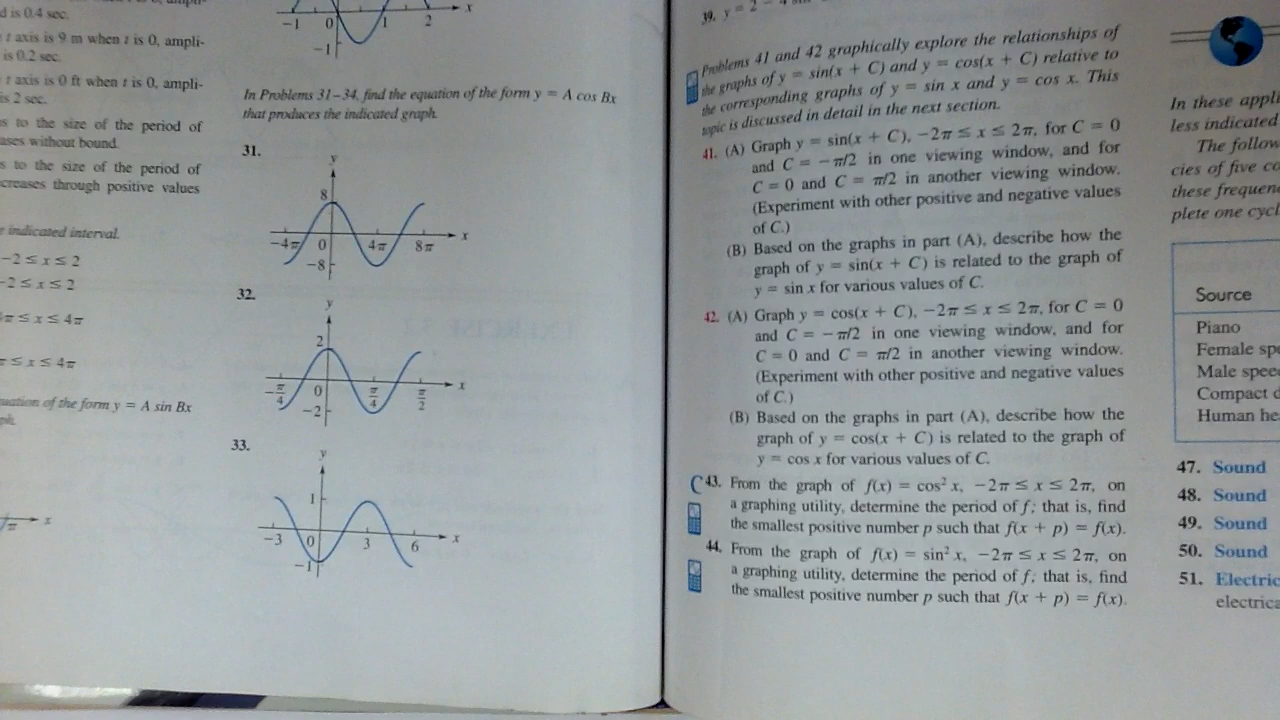 d is 0.4 sec.
t axis is 9 m when t is 0, ampli-
is 0.2 sec.
t axis is 0 ft when t is 0, ampli-
is 2 sec.
s to the size of the period of
ases without bound.
s to the size of the period of
creases through positive values
indicated interval.
−2 ≤ x ≤ 2
−2 ≤ x ≤ 2
π ≤ x ≤ 4π
π ≤ x ≤ 4π
uation of the form y = A sin Bx
ph.
π x
−1 0 1 2 x
−1
In Problems 31–34, find the equation of the form y = A cos Bx
that produces the indicated graph.
31.
y
8
−4π 0 4π 8π x
−8
32.
y
2
−π/4 0 π/4 π/2 x
−2
33.
y
1
−3 0 3 6 x
−1
39. y = 2 − 4
Problems 41 and 42 graphically explore the relationships of
the graphs of y = sin(x + C) and y = cos(x + C) relative to
the corresponding graphs of y = sin x and y = cos x. This
topic is discussed in detail in the next section.
41. (A) Graph y = sin(x + C), −2π ≤ x ≤ 2π, for C = 0
and C = −π/2 in one viewing window, and for
C = 0 and C = π/2 in another viewing window.
(Experiment with other positive and negative values
of C.)
(B) Based on the graphs in part (A), describe how the
graph of y = sin(x + C) is related to the graph of
y = sin x for various values of C.
42. (A) Graph y = cos(x + C), −2π ≤ x ≤ 2π, for C = 0
and C = −π/2 in one viewing window, and for
C = 0 and C = π/2 in another viewing window.
(Experiment with other positive and negative values
of C.)
(B) Based on the graphs in part (A), describe how the
graph of y = cos(x + C) is related to the graph of
y = cos x for various values of C.
C 43. From the graph of f(x) = cos² x, −2π ≤ x ≤ 2π, on
a graphing utility, determine the period of f; that is, find
the smallest positive number p such that f(x + p) = f(x).
44. From the graph of f(x) = sin² x, −2π ≤ x ≤ 2π, on
a graphing utility, determine the period of f; that is, find
the smallest positive number p such that f(x + p) = f(x).
In these appli
less indicated
The follow
cies of five co
these frequen
plete one cycl
Source
Piano
Female spe
Male speec
Compact d
Human he
47. Sound
48. Sound
49. Sound
50. Sound
51. Electric
electrica